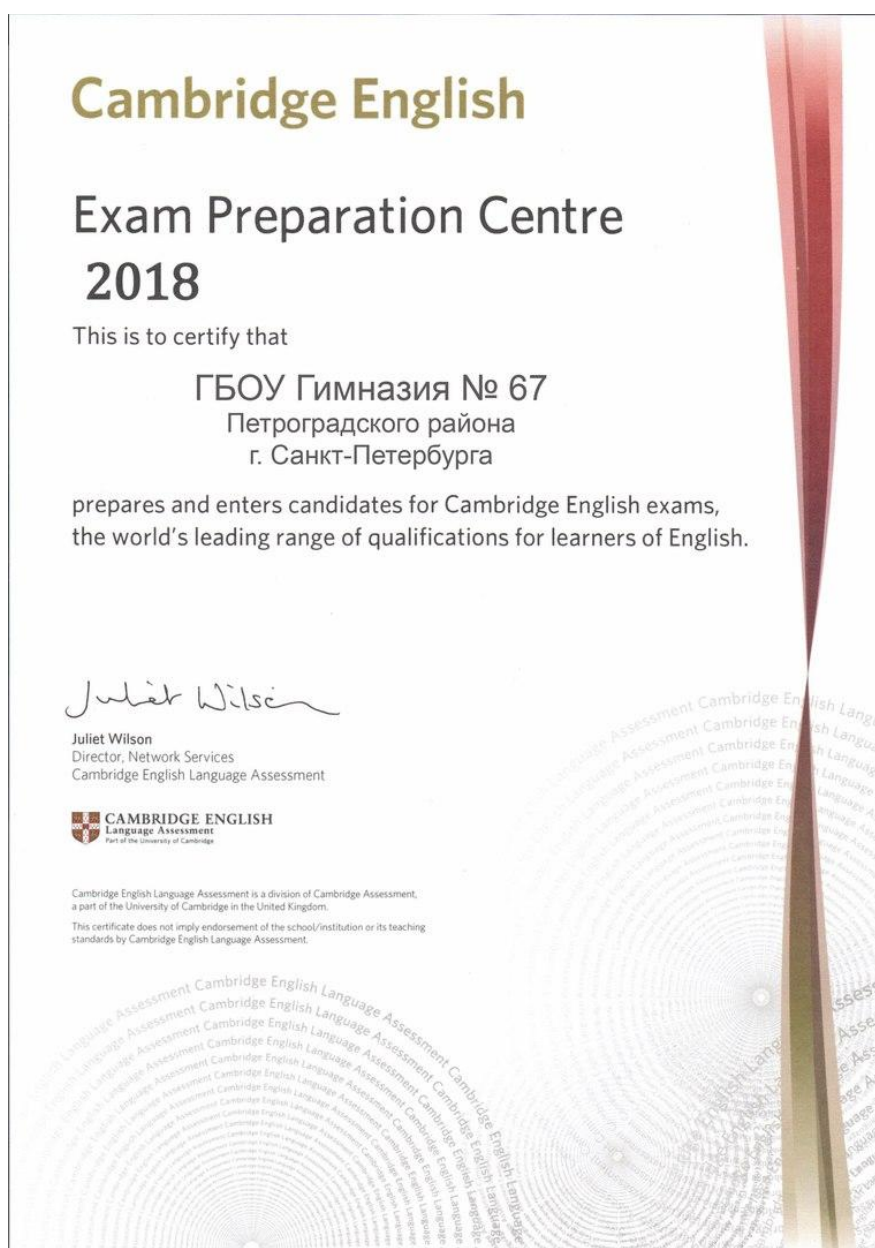 Cambridge English
Exam Preparation Centre
2018
This is to certify that
ГБОУ Гимназия № 67
Петроградского района
г. Санкт-Петербурга
prepares and enters candidates for Cambridge English exams,
the world's leading range of qualifications for learners of English.
Juliet Wilson
Juliet Wilson
Director, Network Services
Cambridge English Language Assessment
CAMBRIDGE ENGLISH
Language Assessment
Part of the University of Cambridge
Cambridge English Language Assessment is a division of Cambridge Assessment,
a part of the University of Cambridge in the United Kingdom.
This certificate does not imply endorsement of the school/institution or its teaching
standards by Cambridge English Language Assessment.